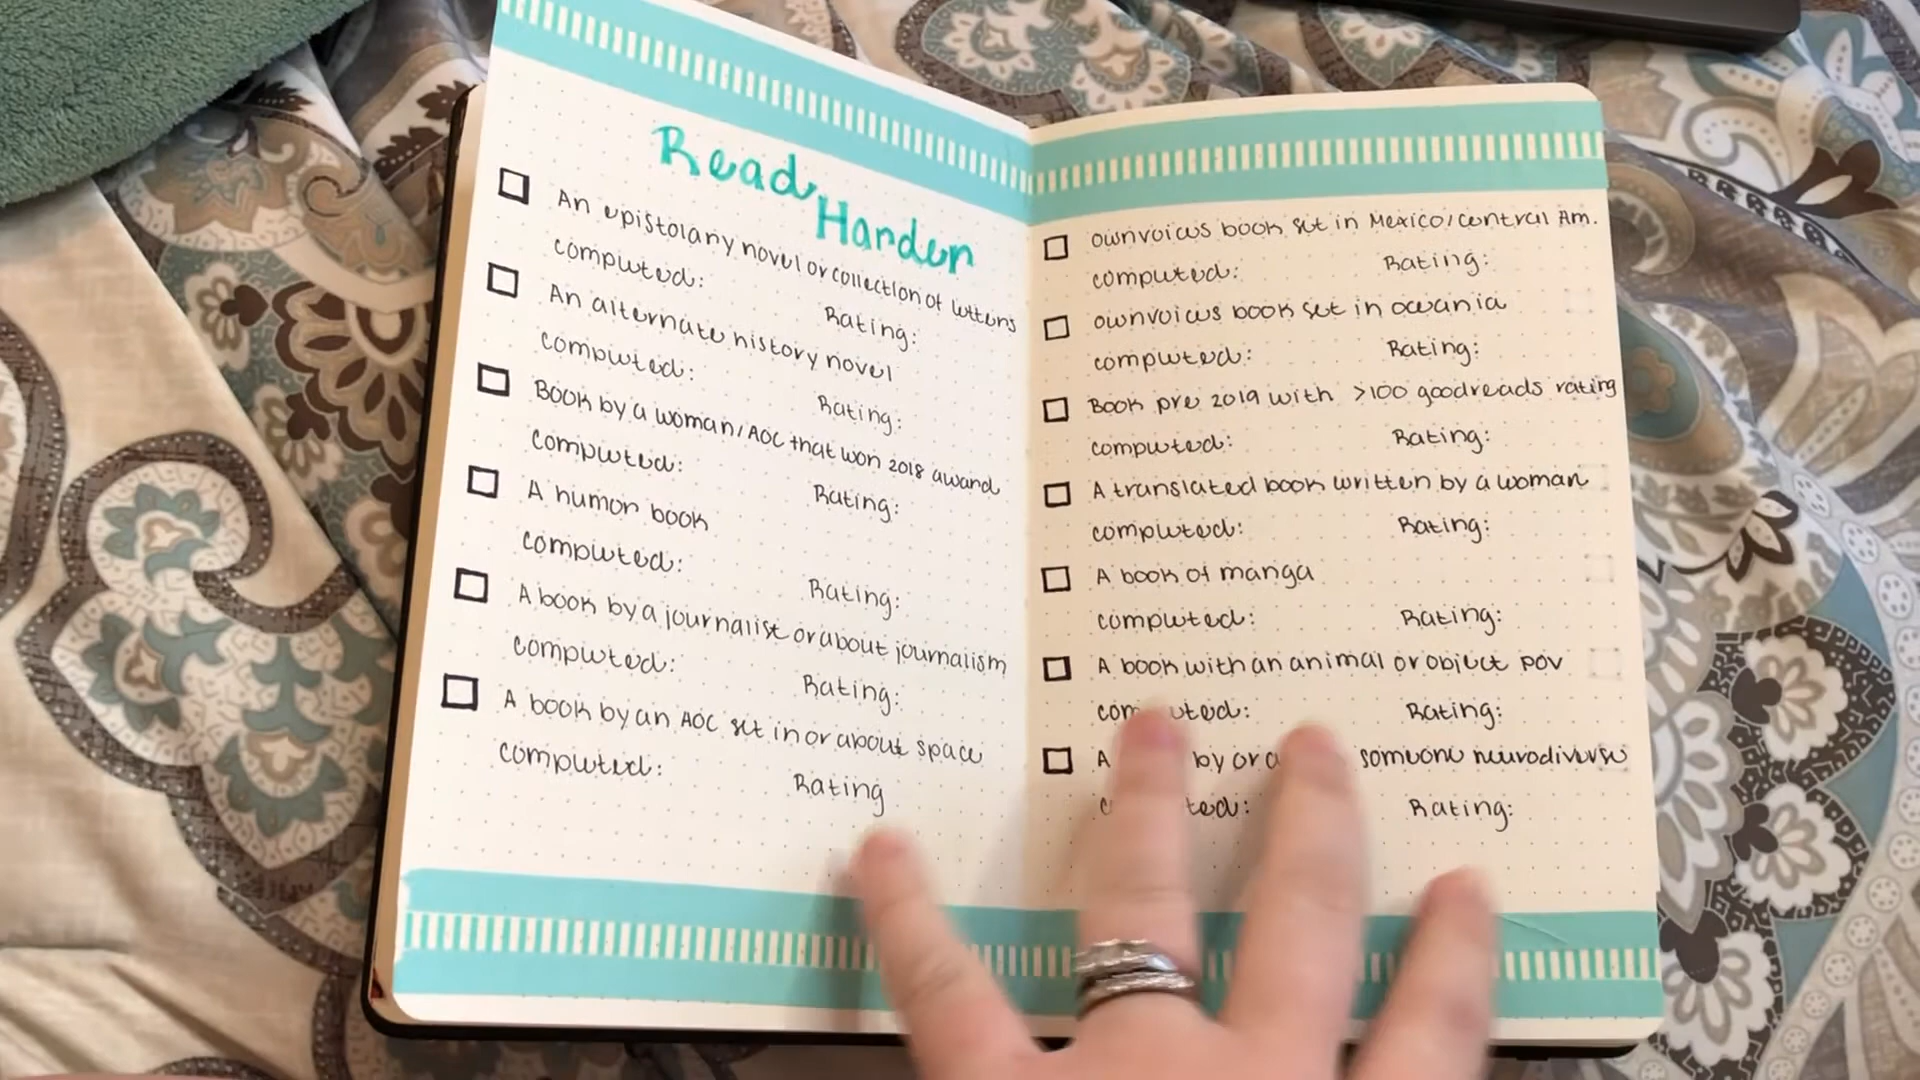 Read Harder
An epistolary novel or collection of letters
completed: Rating:
An alternate history novel
completed: Rating:
Book by a woman/AOC that won 2018 award
completed: Rating:
A humor book
completed: Rating:
A book by a journalist or about journalism
completed: Rating:
A book by an AOC set in or about space
completed: Rating
ownvoices book set in Mexico/central Am.
completed: Rating:
ownvoices book set in oceania
completed: Rating:
Book pre 2019 with >100 goodreads rating
completed: Rating:
A translated book written by a woman
completed: Rating:
A book of manga
completed: Rating:
A book with an animal or object POV
completed: Rating:
A by or someone neurodiverse
Rating: